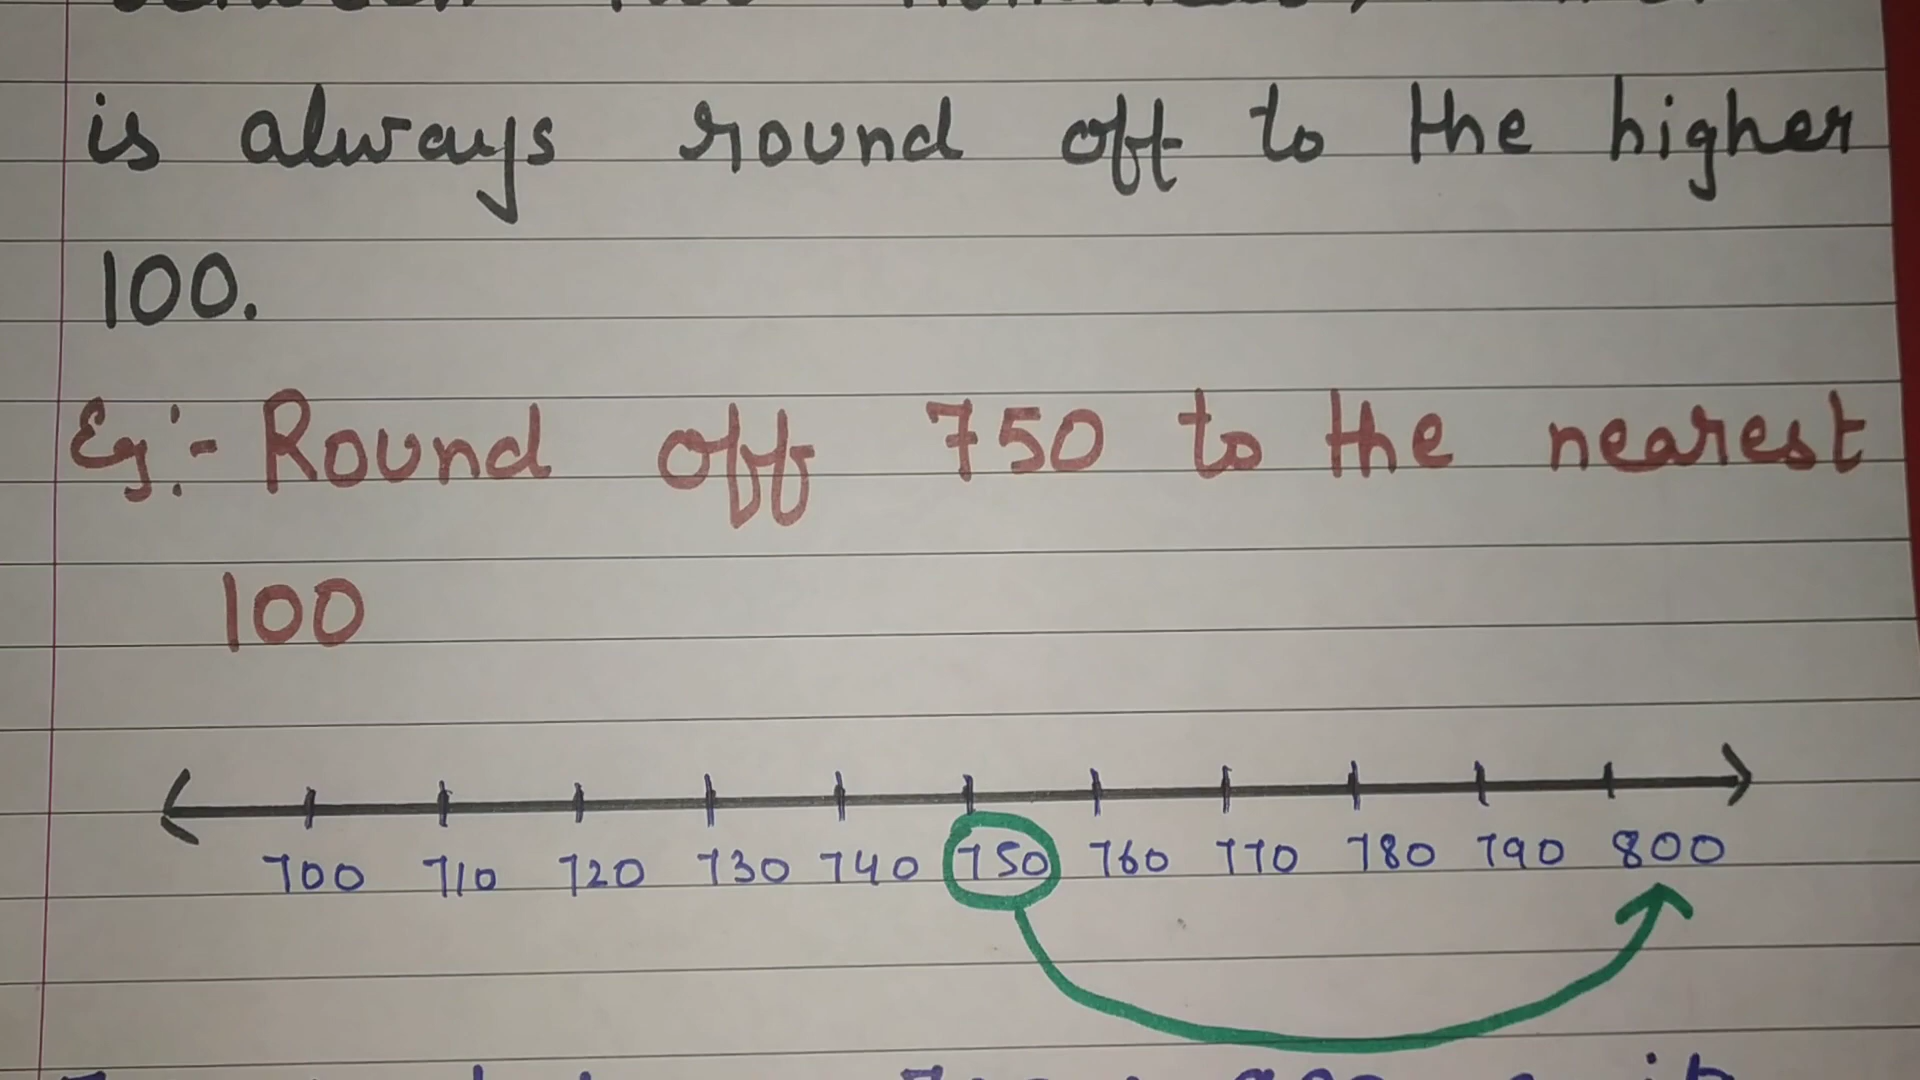 is always round off to the higher
100.
Eg:- Round off 750 to the nearest
100
700 710 720 730 740 750 760 770 780 790 800